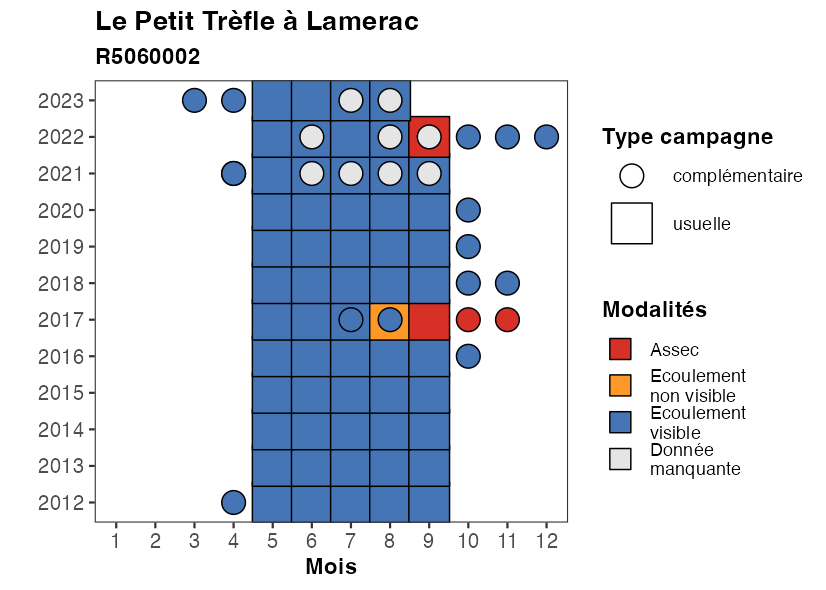 Le Petit Trèfle à Lamerac
R5060002
2023
2022
2021
2020
2019
2018
2017
2016
2015
2014
2013
2012
1 2 3 4 5 6 7 8 9 10 11 12
Mois
Type campagne
complémentaire
usuelle
Modalités
Assec
Ecoulement
non visible
Ecoulement
visible
Donnée
manquante